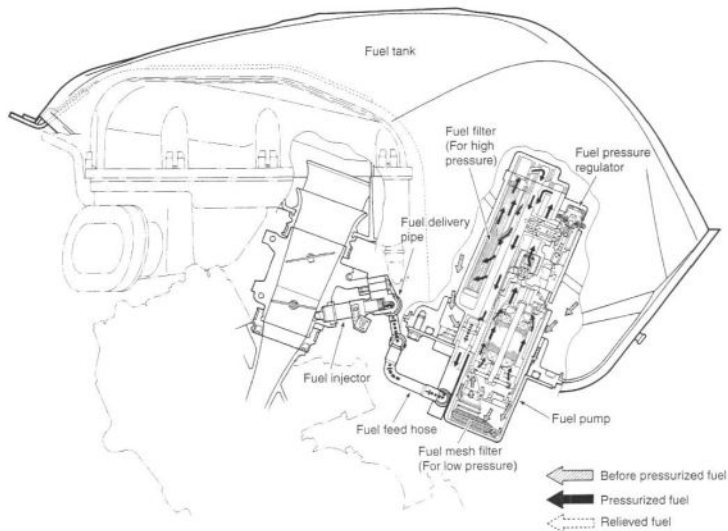 Fuel tank
Fuel filter
(For high
pressure)
Fuel pressure
regulator
Fuel delivery
pipe
Fuel injector
Fuel feed hose
Fuel pump
Fuel mesh filter
(For low pressure)
Before pressurized fuel
Pressurized fuel
Relieved fuel